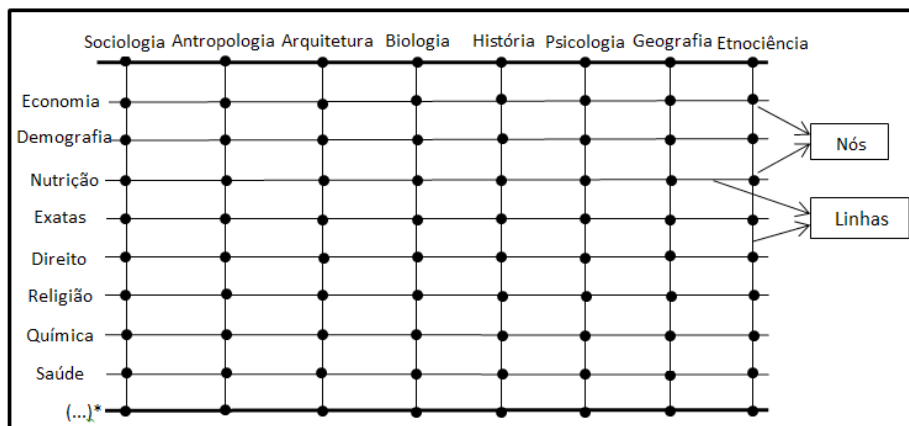 Sociologia Antropologia Arquitetura Biologia História Psicologia Geografia Etnociência
Economia
Demografia
Nós
Nutrição
Exatas
Linhas
Direito
Religião
Química
Saúde
(...)*